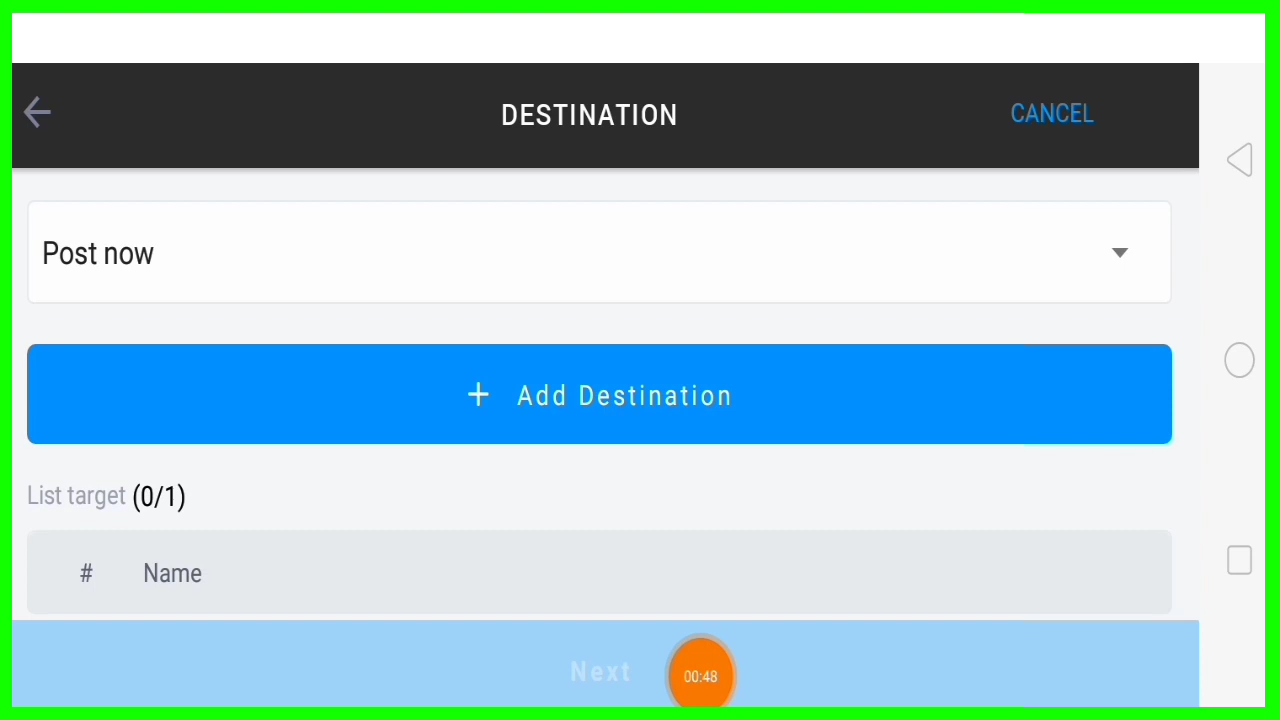 DESTINATION
CANCEL
Post now
+ Add Destination
List target (0/1)
# Name
Next
00:48